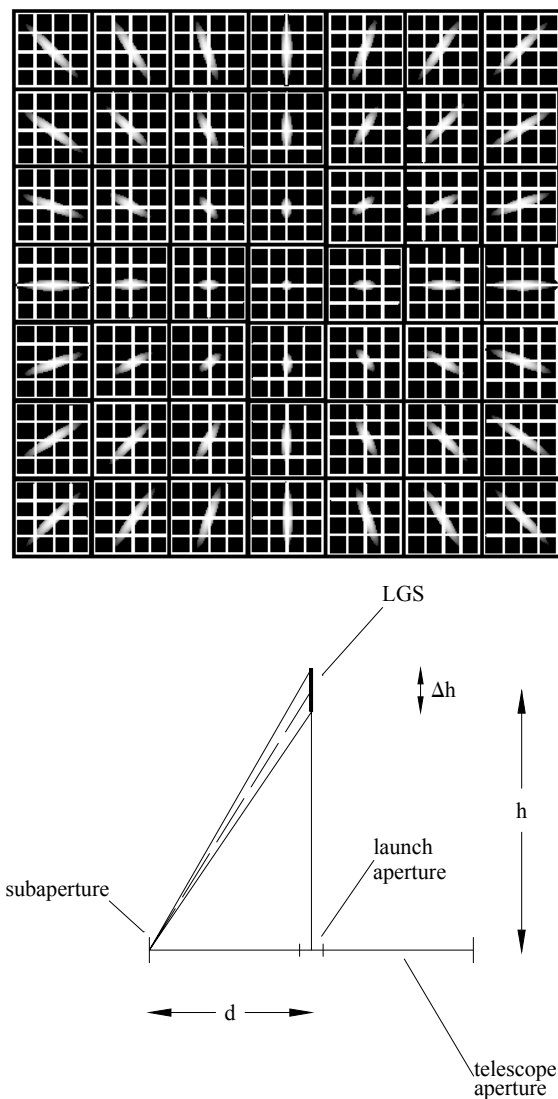 LGS
Δh
h
launch
aperture
subaperture
d
telescope
aperture